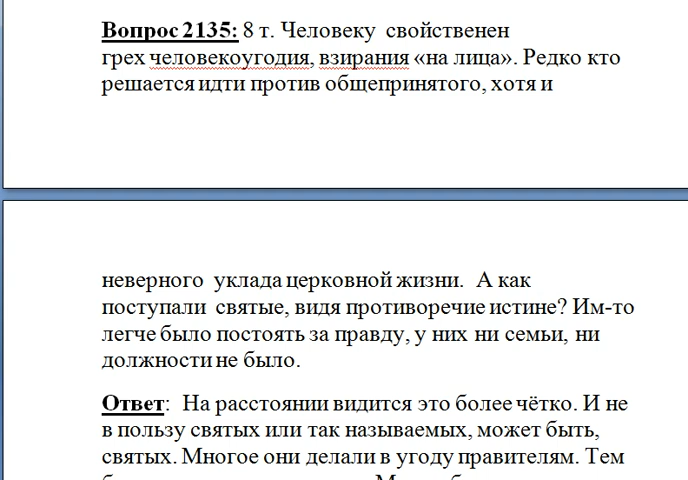 Вопрос 2135: 8 т. Человеку свойственен
грех человекоугодия, взирания «на лица». Редко кто
решается идти против общепринятого, хотя и
неверного уклада церковной жизни. А как
поступали святые, видя противоречие истине? Им-то
легче было постоять за правду, у них ни семьи, ни
должности не было.
Ответ: На расстоянии видится это более чётко. И не
в пользу святых или так называемых, может быть,
святых. Многое они делали в угоду правителям. Тем